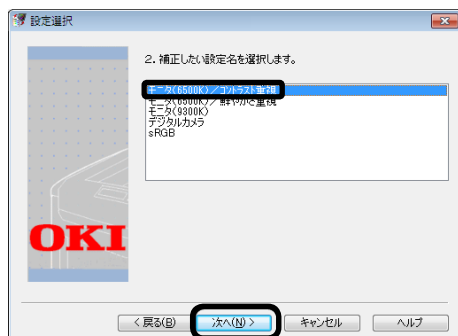 設定選択
2. 補正したい設定名を選択します。
モニタ(6500K)／コントラスト重視
モニタ(6500K)／鮮やかさ重視
モニタ(9300K)
デジタルカメラ
sRGB
OKI
< 戻る(B)
次へ(N) >
キャンセル
ヘルプ